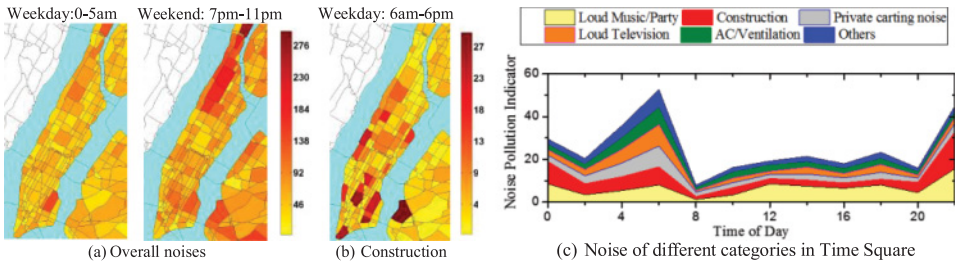 Weekday:0-5am Weekend: 7pm-11pm Weekday: 6am-6pm
276
230
184
138
92
46
27
23
18
13
9
4
Loud Music/Party Construction Private carting noise
Loud Television AC/Ventilation Others
Noise Pollution Indicator
60
40
20
0
0 4 8 12 16 20
Time of Day
(a) Overall noises (b) Construction (c) Noise of different categories in Time Square